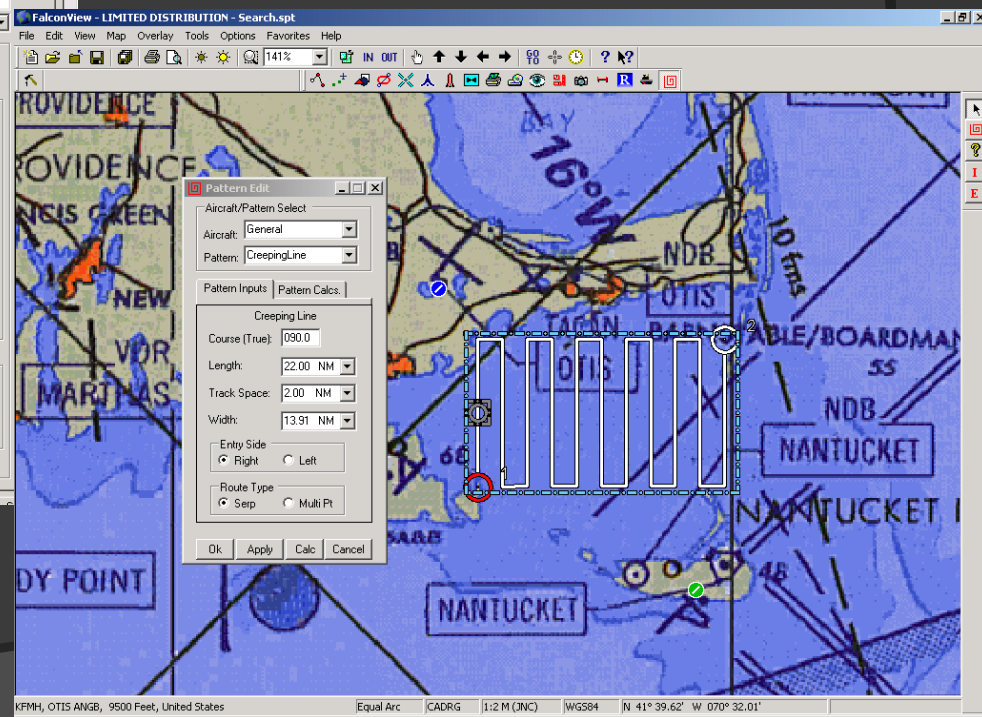 FalconView - LIMITED DISTRIBUTION - Search.spt
File Edit View Map Overlay Tools Options Favorites Help
141% IN OUT GO TO ? ?
R
ROVIDENCE
ROVIDENCE
NCIS GREEN
NEW
VOR
MARTHAS
BAY
16°W
NDB
10 fms
OTIS
TACAN
ABLE/BOARDMAN
OTIS
55
NDB
NANTUCKET
68
1
2
NANTUCKET
48
NANTUCKET
DY POINT
?
I
E
Pattern Edit
Aircraft/Pattern Select
Aircraft: General
Pattern: CreepingLine
Pattern Inputs Pattern Calcs.
Creeping Line
Course (True): 090.0
Length: 22.00 NM
Track Space: 2.00 NM
Width: 13.91 NM
Entry Side
Right Left
Route Type
Serp Multi Pt
Ok Apply Calc Cancel
KFMH, OTIS ANGB, 9500 Feet, United States Equal Arc CADRG 1:2 M (JNC) WGS84 N 41° 39.62' W 070° 32.01'